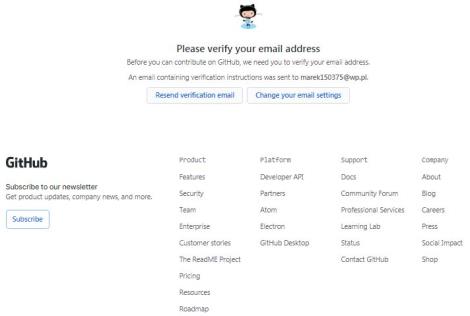 Please verify your email address
Before you can contribute on GitHub, we need you to verify your email address.
An email containing verification instructions was sent to marek150375@wp.pl.
Resend verification email
Change your email settings
GitHub
Subscribe to our newsletter
Get product updates, company news, and more.
Subscribe
Product
Features
Security
Team
Enterprise
Customer stories
The ReadME Project
Pricing
Resources
Roadmap
Platform
Developer API
Partners
Atom
Electron
GitHub Desktop
Support
Docs
Community Forum
Professional Services
Learning Lab
Status
Contact GitHub
Company
About
Blog
Careers
Press
Social Impact
Shop